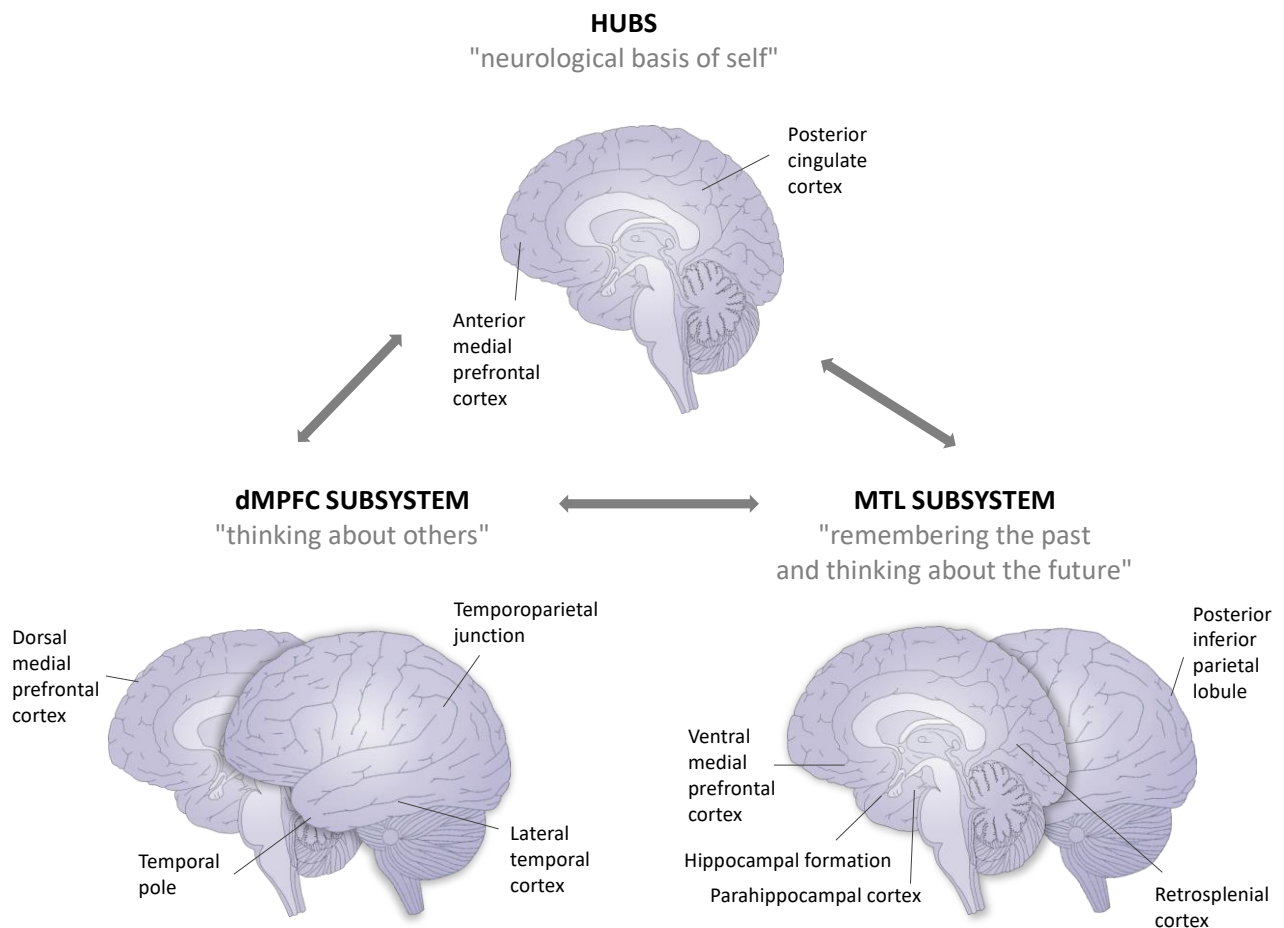 HUBS
"neurological basis of self"
Posterior
cingulate
cortex
Anterior
medial
prefrontal
cortex
dMPFC SUBSYSTEM
"thinking about others"
MTL SUBSYSTEM
"remembering the past
and thinking about the future"
Dorsal
medial
prefrontal
cortex
Temporoparietal
junction
Temporal
pole
Lateral
temporal
cortex
Posterior
inferior
parietal
lobule
Ventral
medial
prefrontal
cortex
Hippocampal formation
Parahippocampal cortex
Retrosplenial
cortex